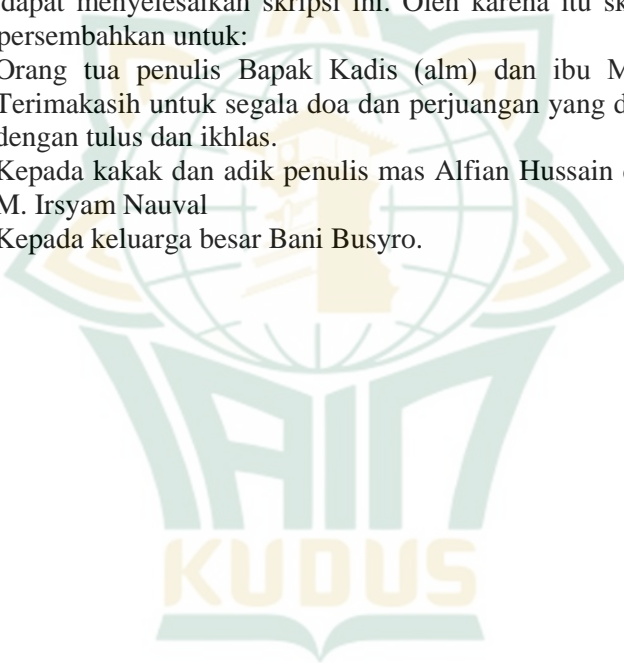 dapat menyelesaikan skripsi ini. Oleh karena itu
persembahkan untuk:
Orang tua penulis Bapak Kadis (alm) dan ibu
Terimakasih untuk segala doa dan perjuangan yang
dengan tulus dan ikhlas.
Kepada kakak dan adik penulis mas Alfian Hussain
M. Irsyam Nauval
Kepada keluarga besar Bani Busyro.
IAIN
KUDUS